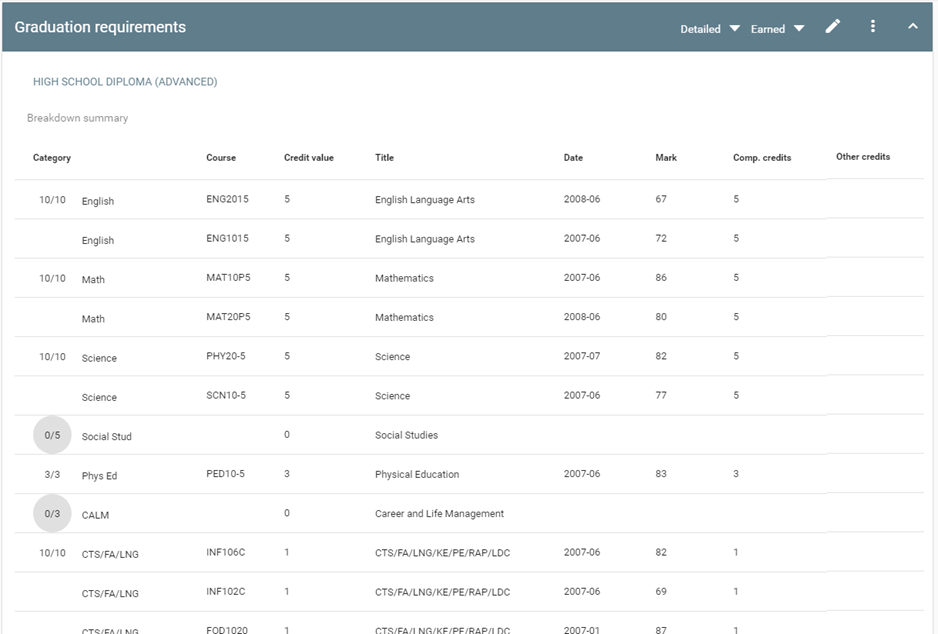 Graduation requirements Detailed Earned
HIGH SCHOOL DIPLOMA (ADVANCED)
Breakdown summary
Category Course Credit value Title Date Mark Comp. credits Other credits
10/10 English ENG2015 5 English Language Arts 2008-06 67 5
English ENG1015 5 English Language Arts 2007-06 72 5
10/10 Math MAT10P5 5 Mathematics 2007-06 86 5
Math MAT20P5 5 Mathematics 2008-06 80 5
10/10 Science PHY20-5 5 Science 2007-07 82 5
Science SCN10-5 5 Science 2007-06 77 5
0/5 Social Stud 0 Social Studies
3/3 Phys Ed PED10-5 3 Physical Education 2007-06 83 3
0/3 CALM 0 Career and Life Management
10/10 CTS/FA/LNG INF106C 1 CTS/FA/LNG/KE/PE/RAP/LDC 2007-06 82 1
CTS/FA/LNG INF102C 1 CTS/FA/LNG/KE/PE/RAP/LDC 2007-06 69 1
CTS/FA/LNG FOD1020 1 CTS/FA/LNG/KE/PE/RAP/LDC 2007-01 87 1